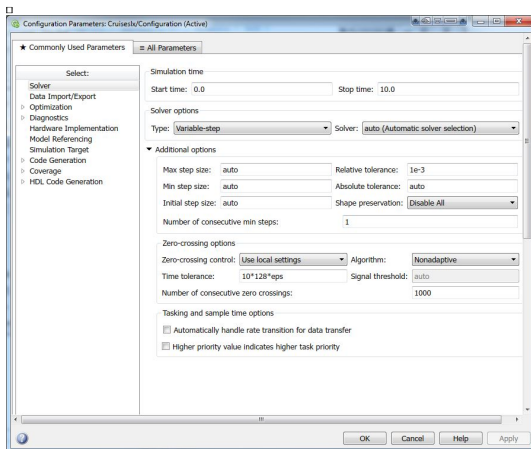 Configuration Parameters: Cruiseslx/Configuration (Active)
★ Commonly Used Parameters
≡ All Parameters
Select:
Solver
Data Import/Export
Optimization
Diagnostics
Hardware Implementation
Model Referencing
Simulation Target
Code Generation
Coverage
HDL Code Generation
Simulation time
Start time: 0.0 Stop time: 10.0
Solver options
Type: Variable-step Solver: auto (Automatic solver selection)
Additional options
Max step size: auto Relative tolerance: 1e-3
Min step size: auto Absolute tolerance: auto
Initial step size: auto Shape preservation: Disable All
Number of consecutive min steps: 1
Zero-crossing options
Zero-crossing control: Use local settings Algorithm: Nonadaptive
Time tolerance: 10*128*eps Signal threshold: auto
Number of consecutive zero crossings: 1000
Tasking and sample time options
Automatically handle rate transition for data transfer
Higher priority value indicates higher task priority
OK Cancel Help Apply